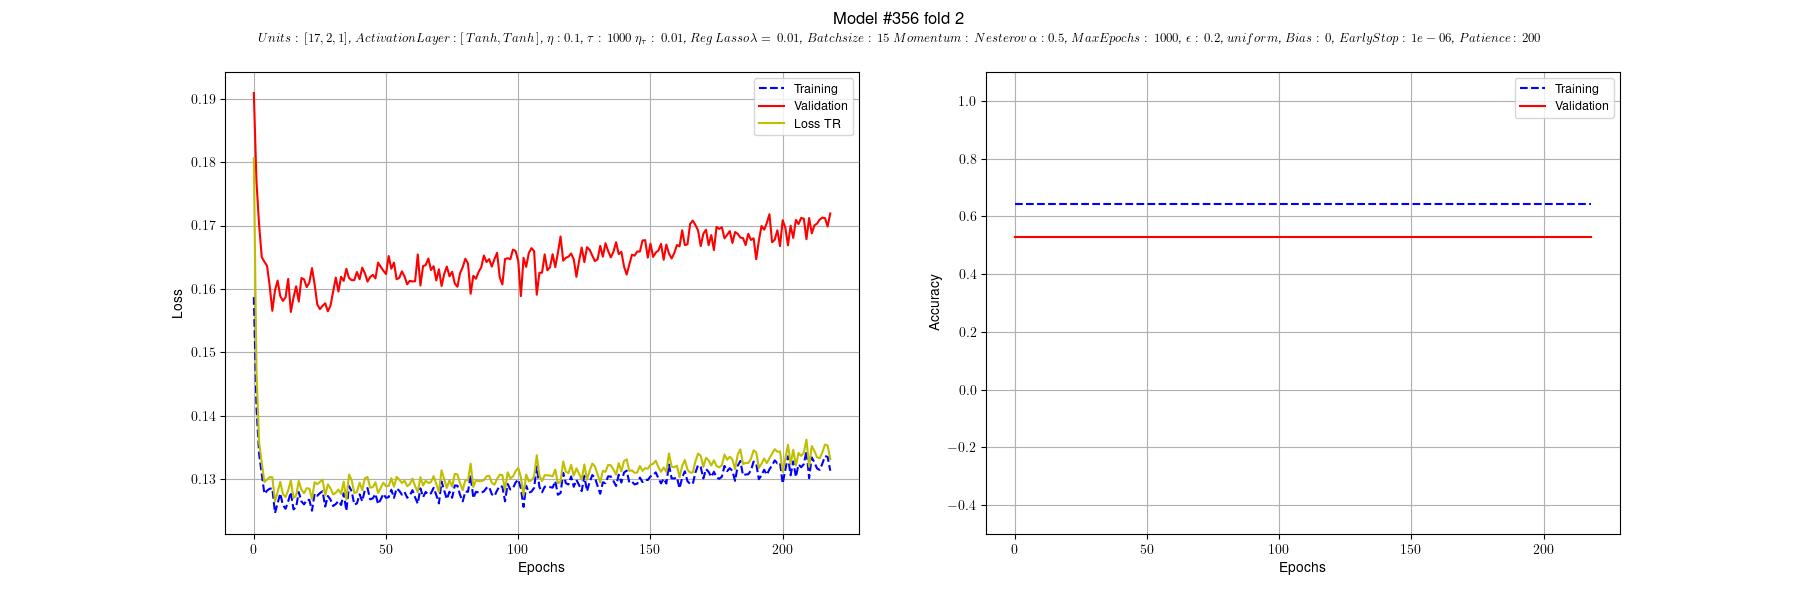 Model #356 fold 2
Units : [17, 2, 1], ActivationLayer : [Tanh, Tanh], η : 0.1, τ : 1000 ητ : 0.01, Reg Lassoλ = 0.01, Batchsize : 15 Momentum : Nesterov α : 0.5, MaxEpochs : 1000, ϵ : 0.2, uniform, Bias : 0, EarlyStop : 1e − 06, Patience : 200
Training
Validation
Loss TR
0.19
0.18
0.17
0.16
0.15
0.14
0.13
Loss
0 50 100 150 200
Epochs
Training
Validation
1.0
0.8
0.6
0.4
0.2
0.0
−0.2
−0.4
Accuracy
0 50 100 150 200
Epochs